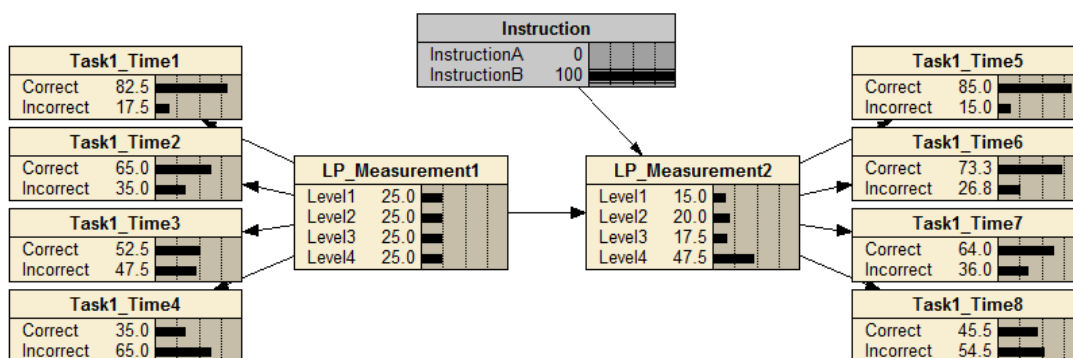 Instruction
InstructionA 0
InstructionB 100
Task1_Time1
Correct 82.5
Incorrect 17.5
Task1_Time2
Correct 65.0
Incorrect 35.0
Task1_Time3
Correct 52.5
Incorrect 47.5
Task1_Time4
Correct 35.0
Incorrect 65.0
LP_Measurement1
Level1 25.0
Level2 25.0
Level3 25.0
Level4 25.0
LP_Measurement2
Level1 15.0
Level2 20.0
Level3 17.5
Level4 47.5
Task1_Time5
Correct 85.0
Incorrect 15.0
Task1_Time6
Correct 73.3
Incorrect 26.8
Task1_Time7
Correct 64.0
Incorrect 36.0
Task1_Time8
Correct 45.5
Incorrect 54.5